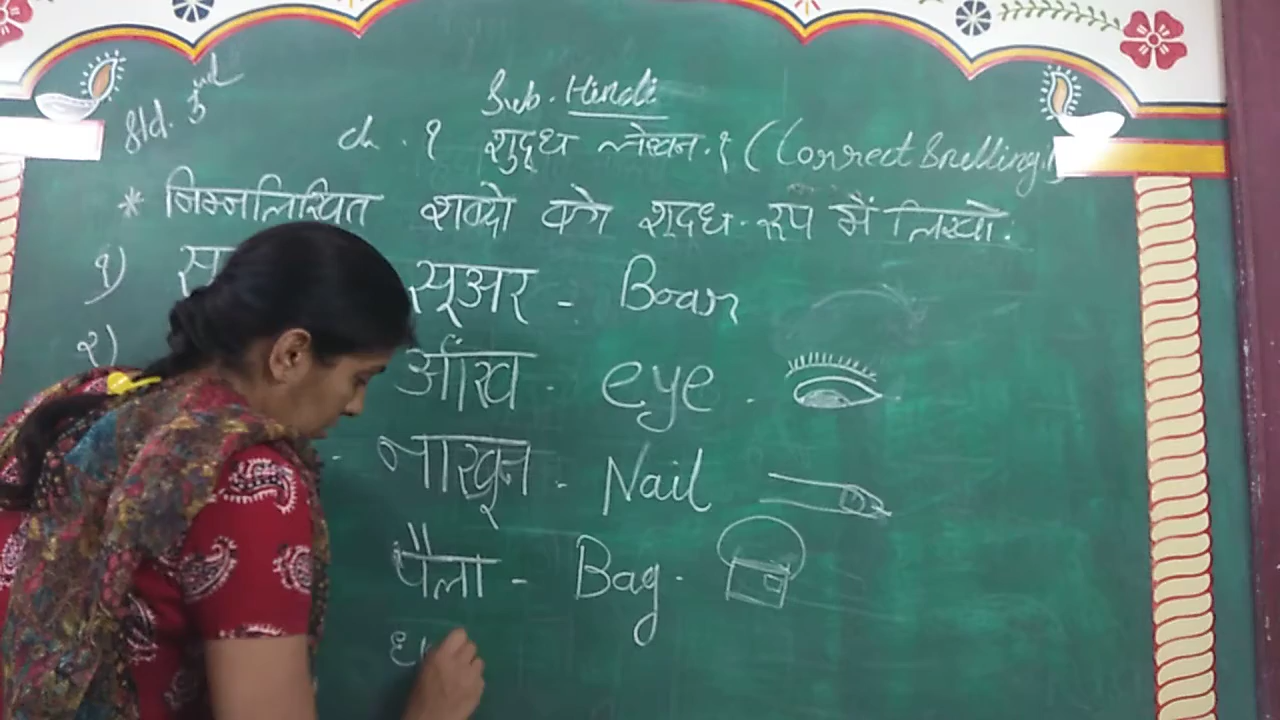 Std. 3rd
Sub. Hindi
ch. १ शुद्ध लेखन.१ (Correct Spelling.)
* निम्नलिखित शब्दो को शुद्ध रुप में लिखो.
१) सू सूअर - Boar
२) आँख - eye.
- नाखून - Nail
थैला - Bag.